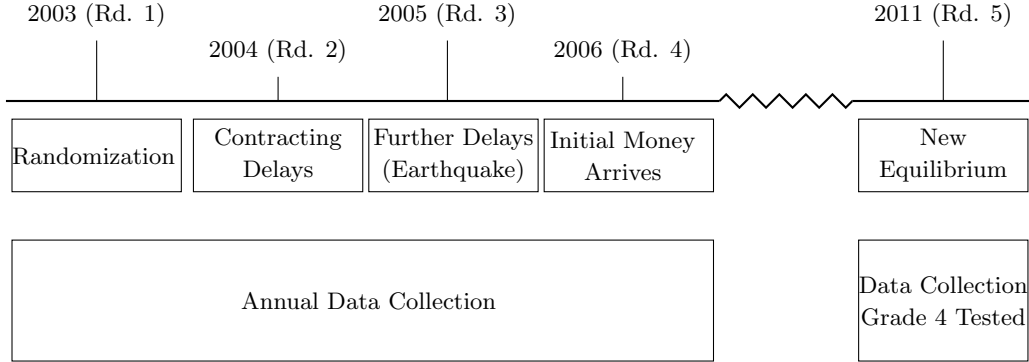 2003 (Rd. 1)
2004 (Rd. 2)
2005 (Rd. 3)
2006 (Rd. 4)
2011 (Rd. 5)
Randomization
Contracting
Delays
Further Delays
(Earthquake)
Initial Money
Arrives
New
Equilibrium
Annual Data Collection
Data Collection
Grade 4 Tested